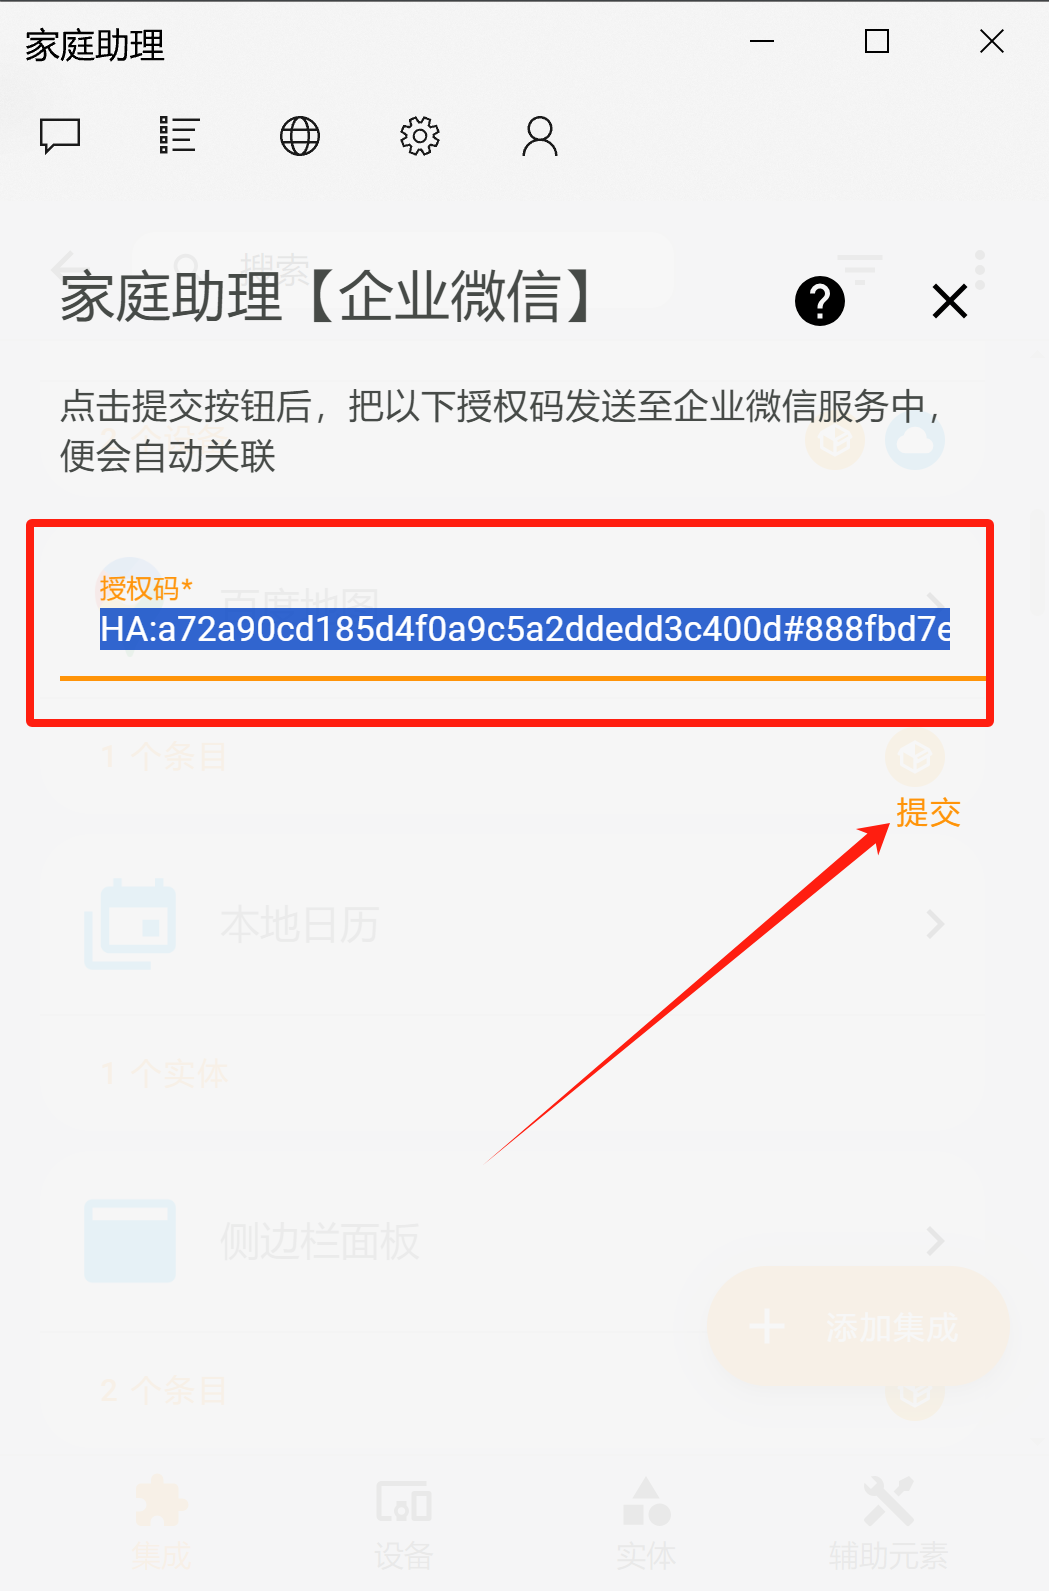 家庭助理
搜索
家庭助理【企业微信】
点击提交按钮后，把以下授权码发送至企业微信服务中，
便会自动关联
授权码*
百度地图
HA:a72a90cd185d4f0a9c5a2ddedd3c400d#888fbd7e
1 个条目
提交
本地日历
1 个实体
侧边栏面板
添加集成
2 个条目
集成
设备
实体
辅助元素